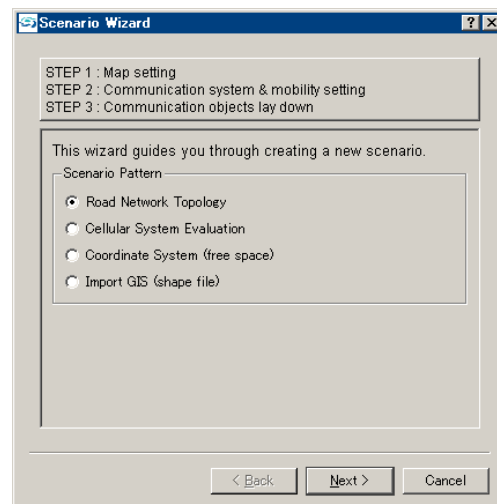 Scenario Wizard
STEP 1 : Map setting
STEP 2 : Communication system & mobility setting
STEP 3 : Communication objects lay down
This wizard guides you through creating a new scenario.
Scenario Pattern
Road Network Topology
Cellular System Evaluation
Coordinate System (free space)
Import GIS (shape file)
< Back
Next >
Cancel